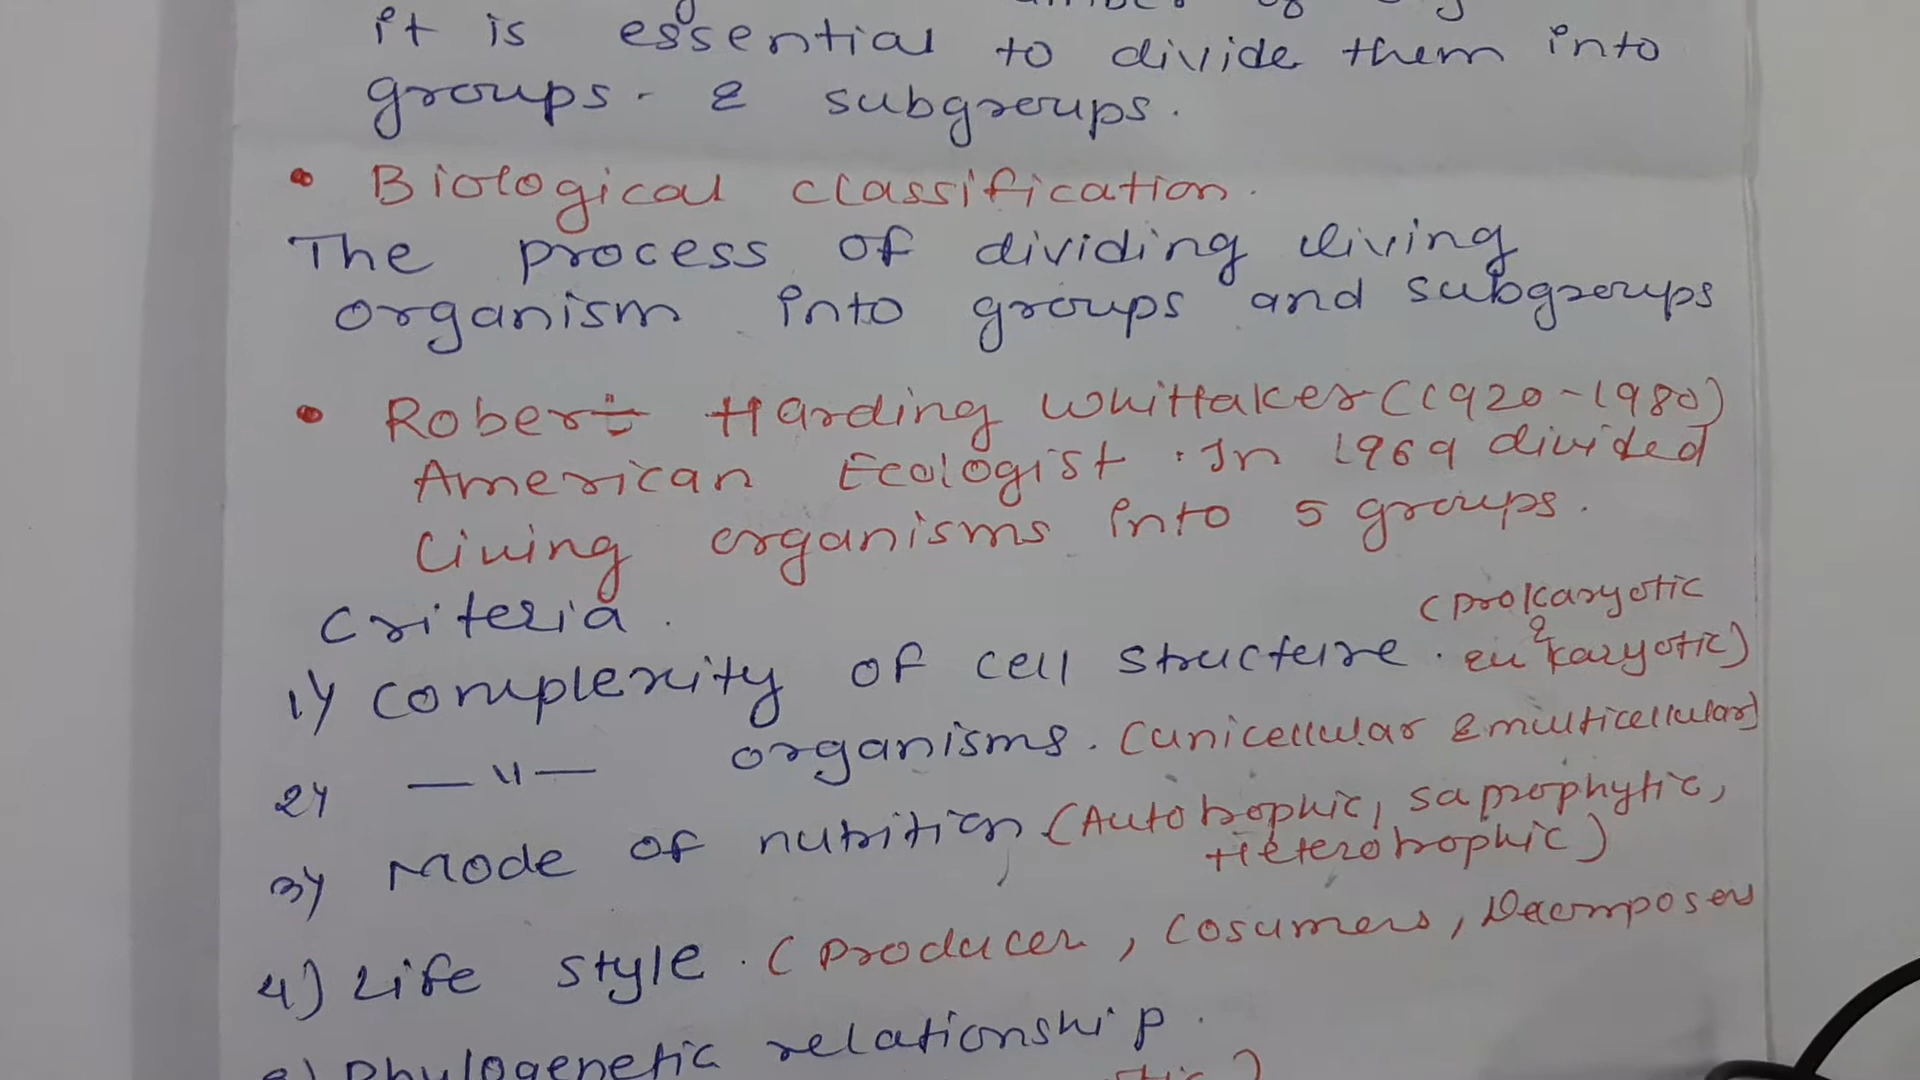 it is essential to divide them into
groups. & subgroups.
• Biological classification.
The process of dividing living
organism into groups and subgroups
• Robert Harding Whittaker (1920-1980)
American Ecologist. In 1969 divided
Living organisms into 5 groups.
Criteria.
1) Complexity of cell structure. (prokaryotic & eukaryotic)
2) —"— organisms. (unicellular & multicellular)
3) Mode of nutrition (Autotrophic, saprophytic,
Heterotrophic)
4) Life style. (producer, cosumers, Decomposers
Phylogenetic relationship.